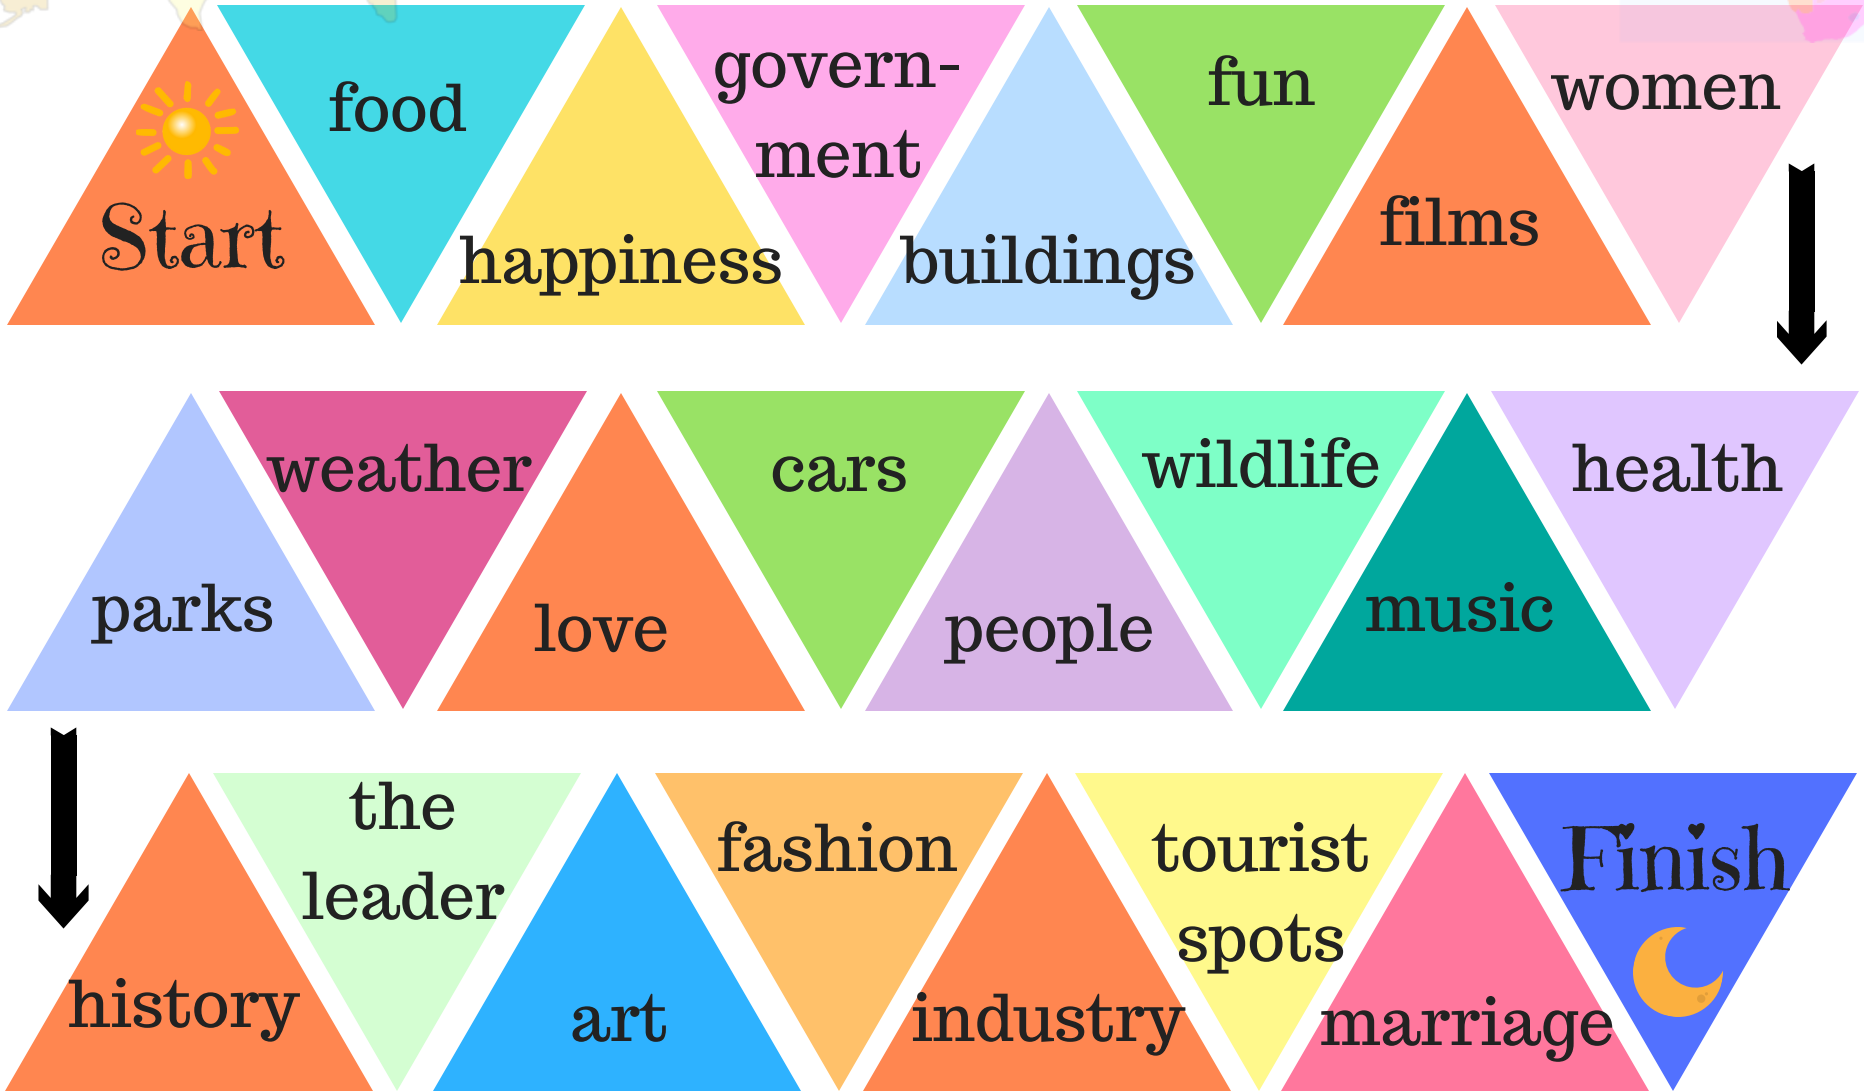 Start
food
happiness
govern-
ment
buildings
fun
films
women
parks
weather
love
cars
people
wildlife
music
health
history
the
leader
art
fashion
industry
tourist
spots
marriage
Finish